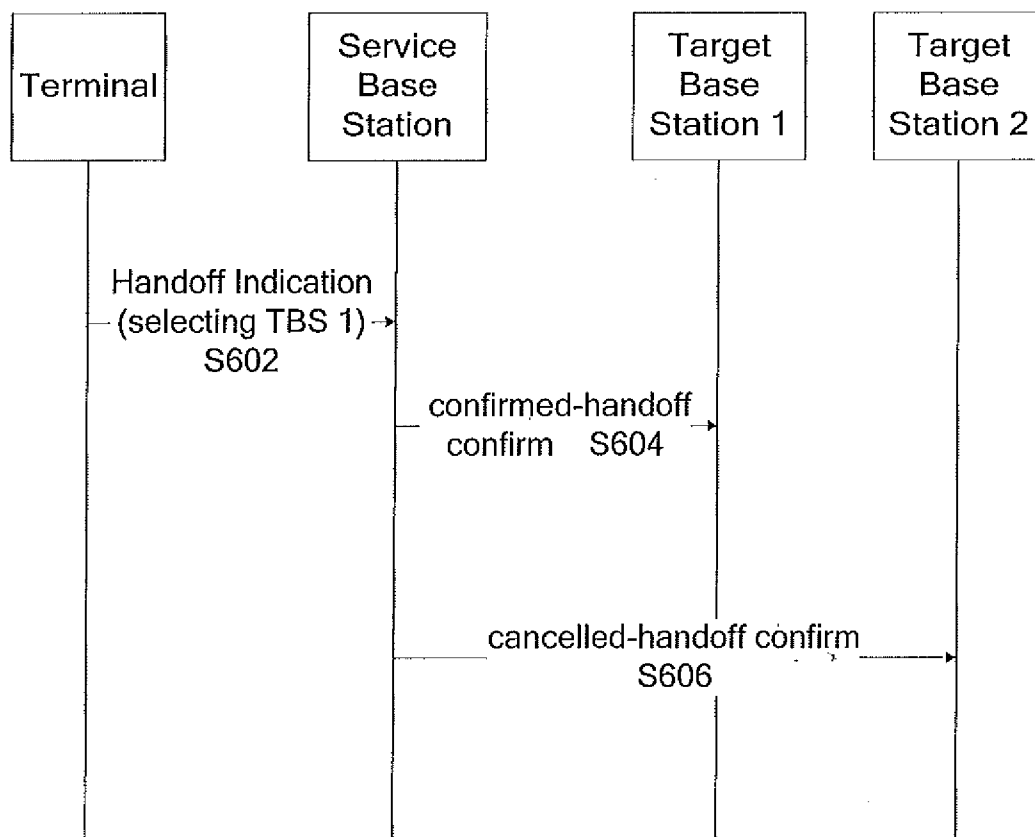 Terminal
Service
Base
Station
Target
Base
Station 1
Target
Base
Station 2
Handoff Indication
(selecting TBS 1)
S602
confirmed-handoff
confirm S604
cancelled-handoff confirm
S606